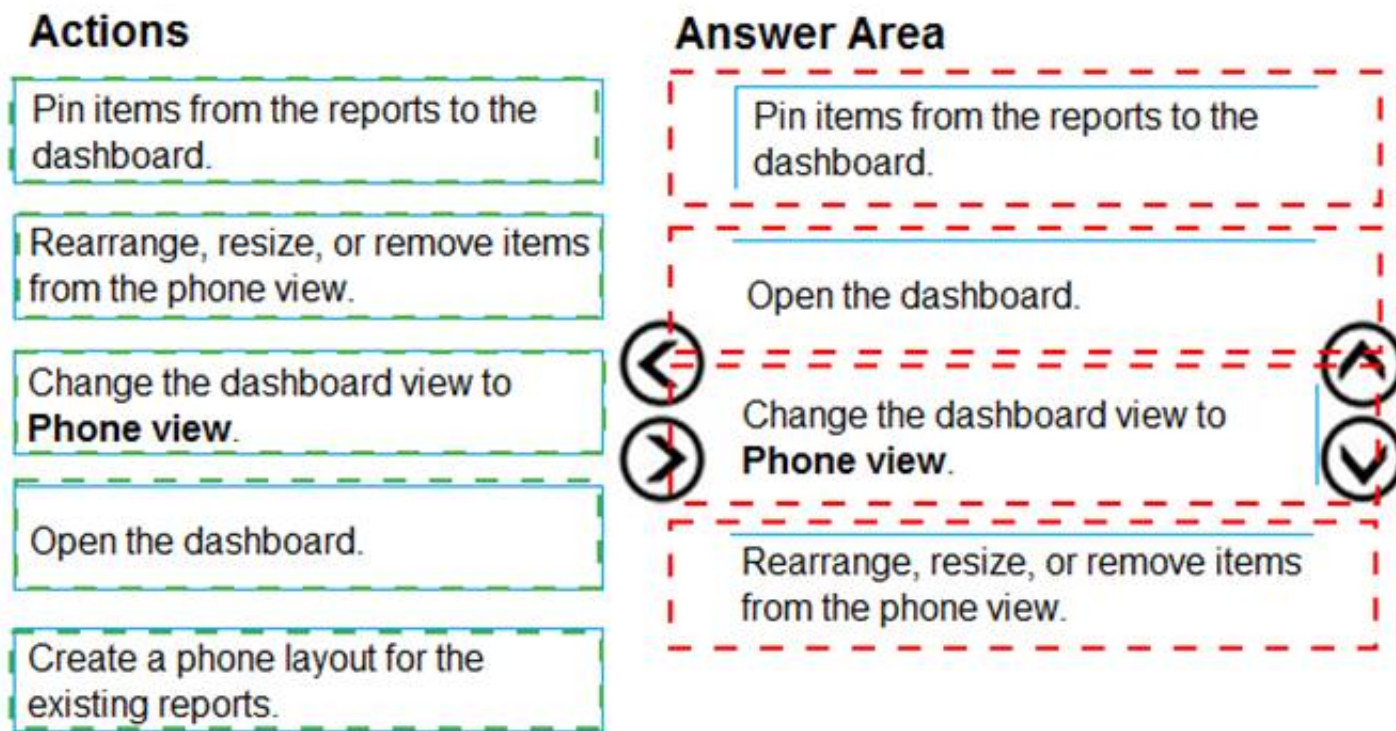 Actions
Pin items from the reports to the
dashboard.
Rearrange, resize, or remove items
from the phone view.
Change the dashboard view to
Phone view.
Open the dashboard.
Create a phone layout for the
existing reports.
Answer Area
Pin items from the reports to the
dashboard.
Open the dashboard.
Change the dashboard view to
Phone view.
Rearrange, resize, or remove items
from the phone view.